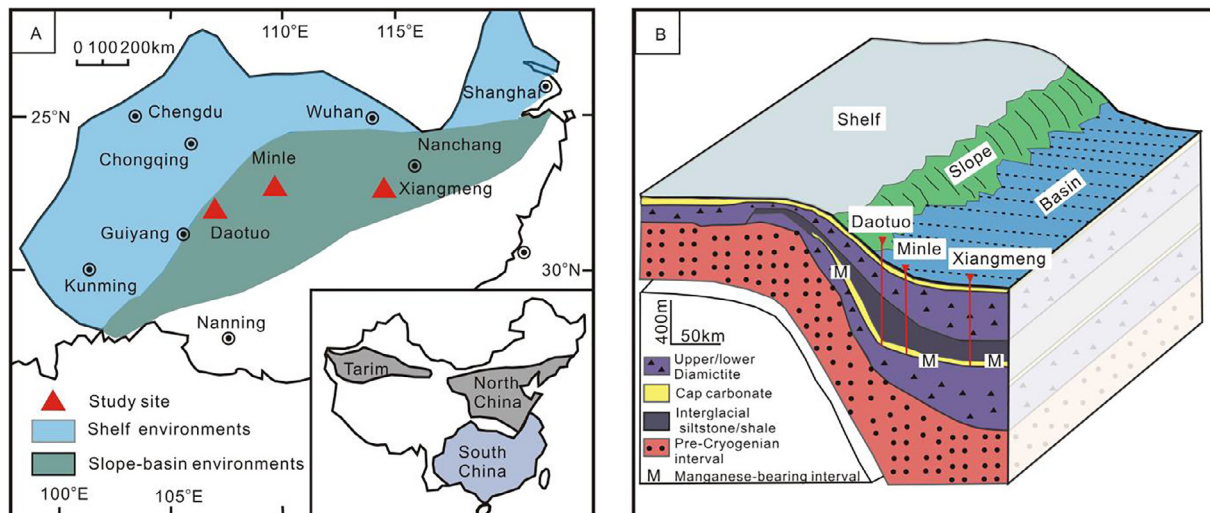 A
110°E
115°E
0 100 200km
Shanghai
Chengdu
Wuhan
25°N
Chongqing
Minle
Nanchang
Xiangmeng
Guiyang
Daotuo
30°N
Kunming
Nanning
Tarim
North
China
South
China
Study site
Shelf environments
Slope-basin environments
100°E
105°E
B
Shelf
Slope
Basin
Daotuo
Minle
Xiangmeng
M
M
M
400m
50km
Upper/lower
Diamictite
Cap carbonate
Interglacial
siltstone/shale
Pre-Cryogenian
interval
M Manganese-bearing interval